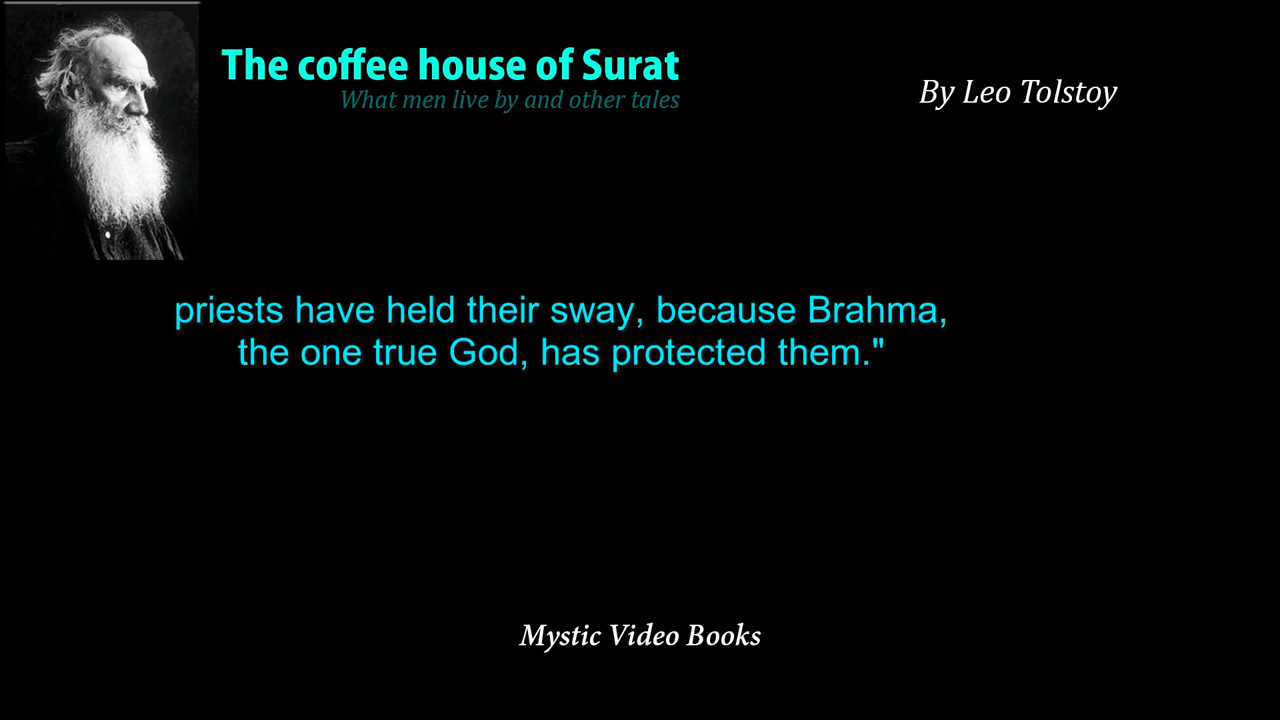 The coffee house of Surat
What men live by and other tales
By Leo Tolstoy
priests have held their sway, because Brahma,
the one true God, has protected them."
Mystic Video Books